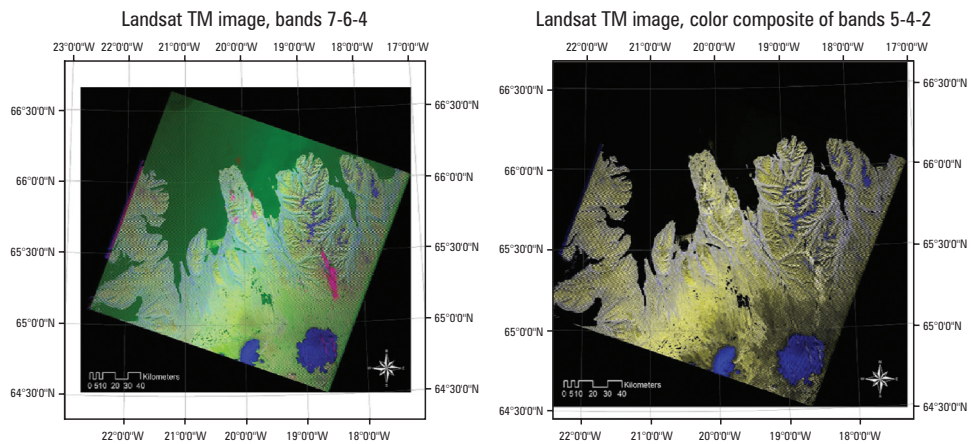 Landsat TM image, bands 7-6-4
23°0'0"W 22°0'0"W 21°0'0"W 20°0'0"W 19°0'0"W 18°0'0"W 17°0'0"W
66°30'0"N
66°0'0"N
65°30'0"N
65°0'0"N
64°30'0"N
66°30'0"N
66°0'0"N
65°30'0"N
65°0'0"N
64°30'0"N
Kilometers
0 5 10 20 30 40
22°0'0"W 21°0'0"W 20°0'0"W 19°0'0"W 18°0'0"W
Landsat TM image, color composite of bands 5-4-2
22°0'0"W 21°0'0"W 20°0'0"W 19°0'0"W 18°0'0"W 17°0'0"W
66°30'0"N
66°0'0"N
65°30'0"N
65°0'0"N
64°30'0"N
66°30'0"N
66°0'0"N
65°30'0"N
65°0'0"N
64°30'0"N
Kilometers
0 5 10 20 30 40
22°0'0"W 21°0'0"W 20°0'0"W 19°0'0"W 18°0'0"W